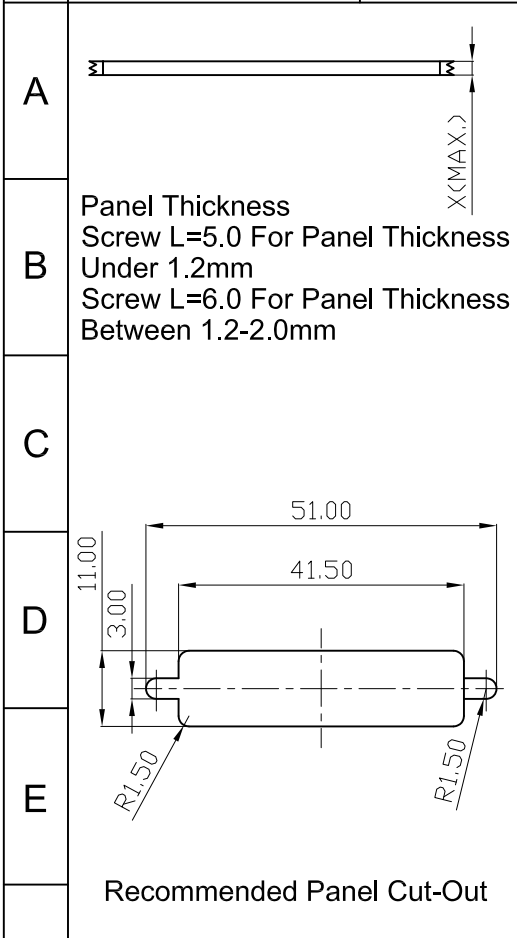 A
X(MAX.)
Panel Thickness
Screw L=5.0 For Panel Thickness
Under 1.2mm
B
Screw L=6.0 For Panel Thickness
Between 1.2-2.0mm
C
51.00
11.00
41.50
3.00
D
R1.50
R1.50
E
Recommended Panel Cut-Out